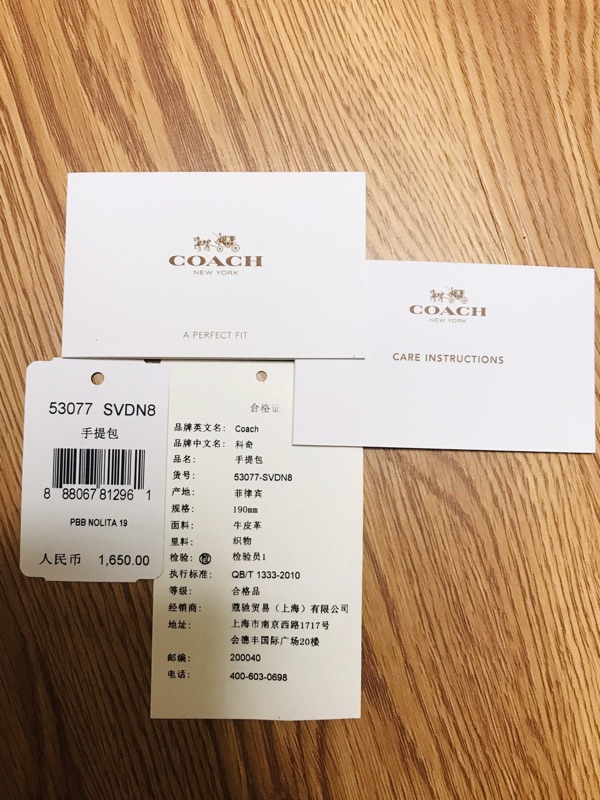 COACH
NEW YORK
A PERFECT FIT
COACH
NEW YORK
CARE INSTRUCTIONS
53077 SVDN8
手提包
8 88067 81296 1
PBB NOLITA 19
人民币 1,650.00
合格证
品牌英文名: Coach
品牌中文名: 科奇
品名: 手提包
货号: 53077-SVDN8
产地: 菲律宾
规格: 190mm
面料: 牛皮革
里料: 织物
检验: 检 检验员1
执行标准: QB/T 1333-2010
等级: 合格品
经销商: 蔻驰贸易（上海）有限公司
地址: 上海市南京西路1717号
会德丰国际广场20楼
邮编: 200040
电话: 400-603-0698